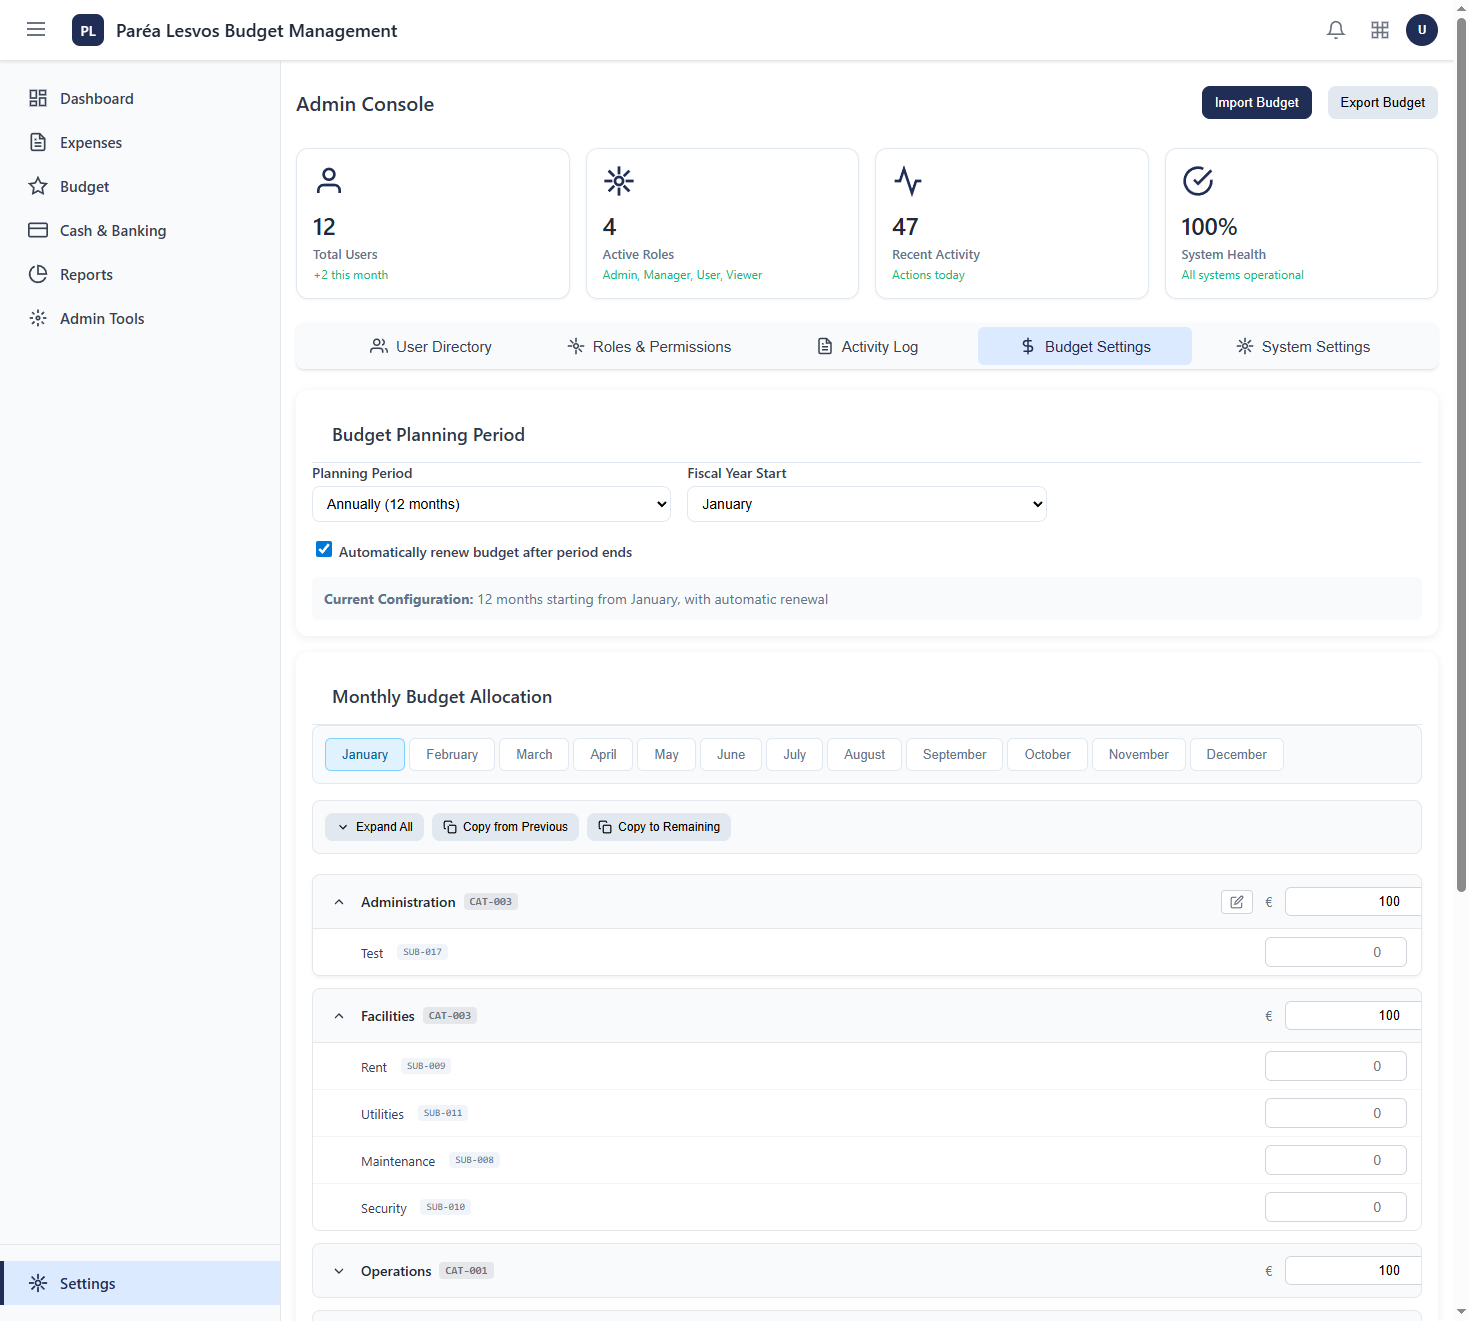 PL Paréa Lesvos Budget Management U
Dashboard
Expenses
Budget
Cash & Banking
Reports
Admin Tools
Settings
Admin Console Import Budget Export Budget
12
Total Users
+2 this month
4
Active Roles
Admin, Manager, User, Viewer
47
Recent Activity
Actions today
100%
System Health
All systems operational
User Directory Roles & Permissions Activity Log $ Budget Settings System Settings
Budget Planning Period
Planning Period Fiscal Year Start
Annually (12 months) January
Automatically renew budget after period ends
Current Configuration: 12 months starting from January, with automatic renewal
Monthly Budget Allocation
January February March April May June July August September October November December
Expand All Copy from Previous Copy to Remaining
Administration CAT-003 € 100
Test SUB-017 0
Facilities CAT-003 € 100
Rent SUB-009 0
Utilities SUB-011 0
Maintenance SUB-008 0
Security SUB-010 0
Operations CAT-001 € 100